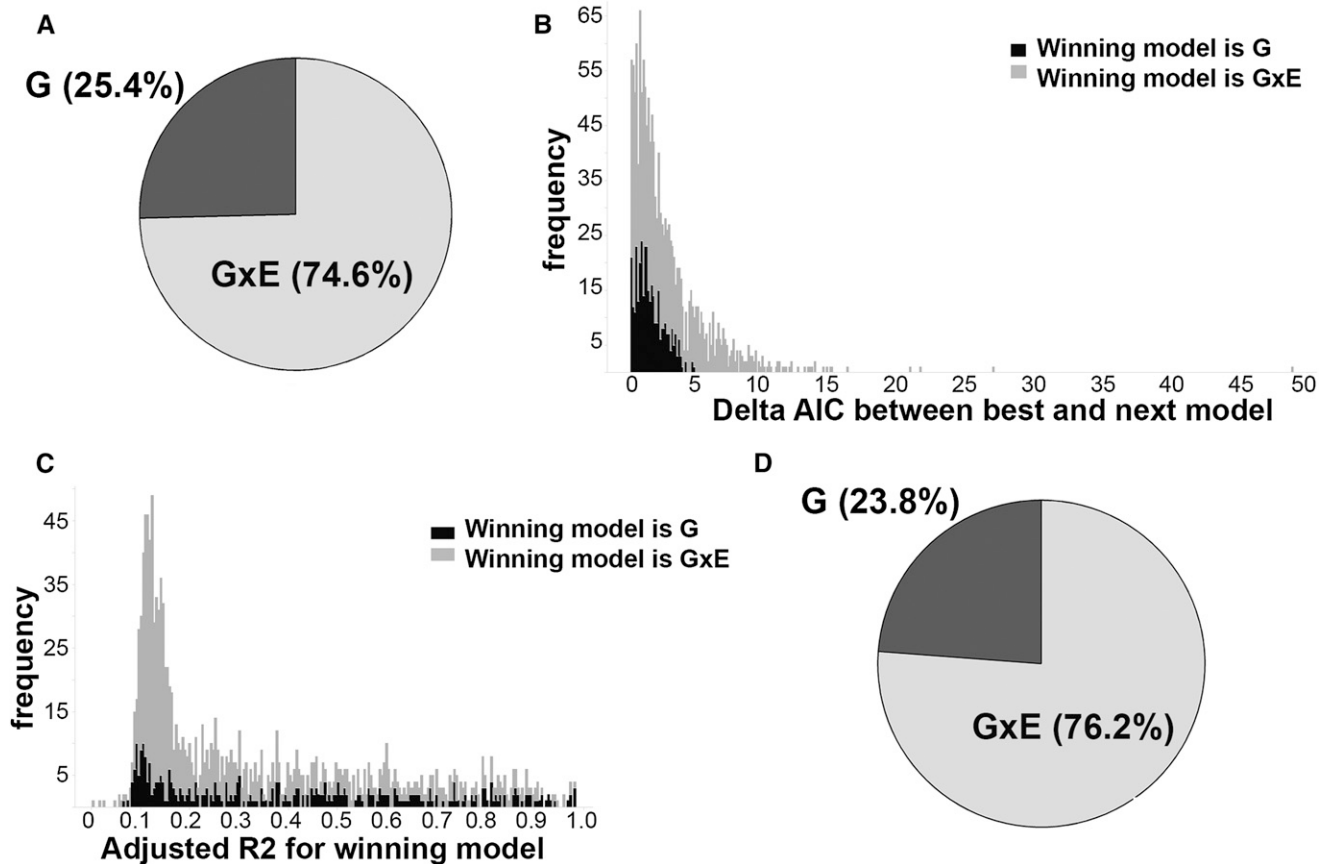 A
G (25.4%)
GxE (74.6%)
B
65
55
45
35
25
15
5
frequency
Winning model is G
Winning model is GxE
0 5 10 15 20 25 30 35 40 45 50
Delta AIC between best and next model
C
45
35
25
15
5
frequency
Winning model is G
Winning model is GxE
0 0.1 0.2 0.3 0.4 0.5 0.6 0.7 0.8 0.9 1.0
Adjusted R2 for winning model
D
G (23.8%)
GxE (76.2%)